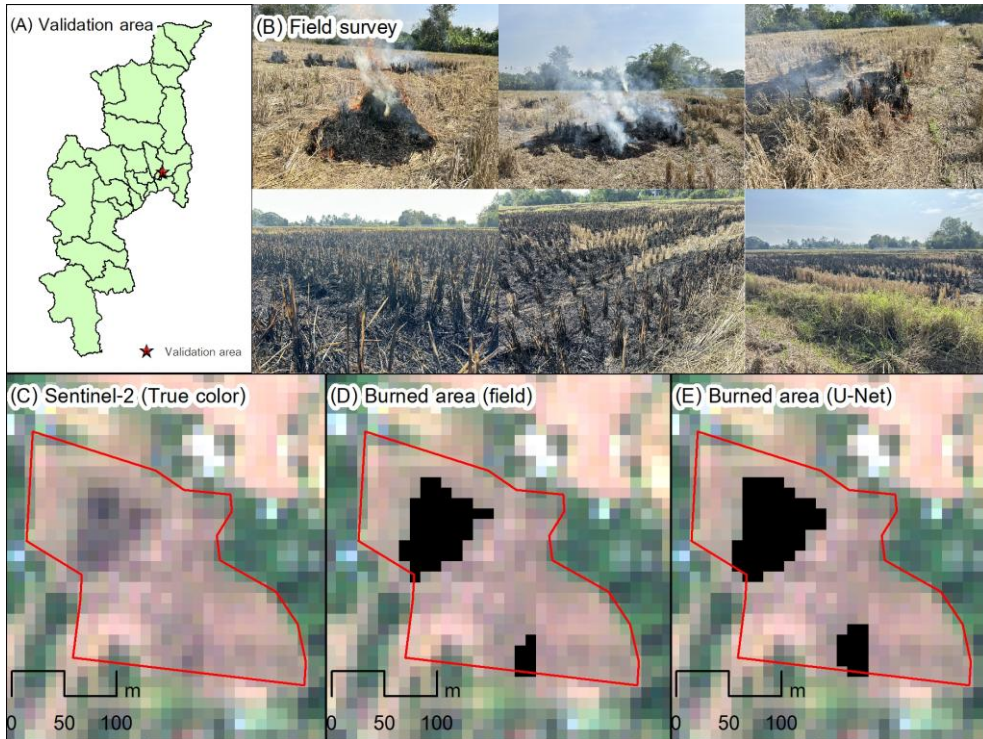 (A) Validation area
Validation area
(B) Field survey
(C) Sentinel-2 (True color)
m
0 50 100
(D) Burned area (field)
m
0 50 100
(E) Burned area (U-Net)
m
0 50 100